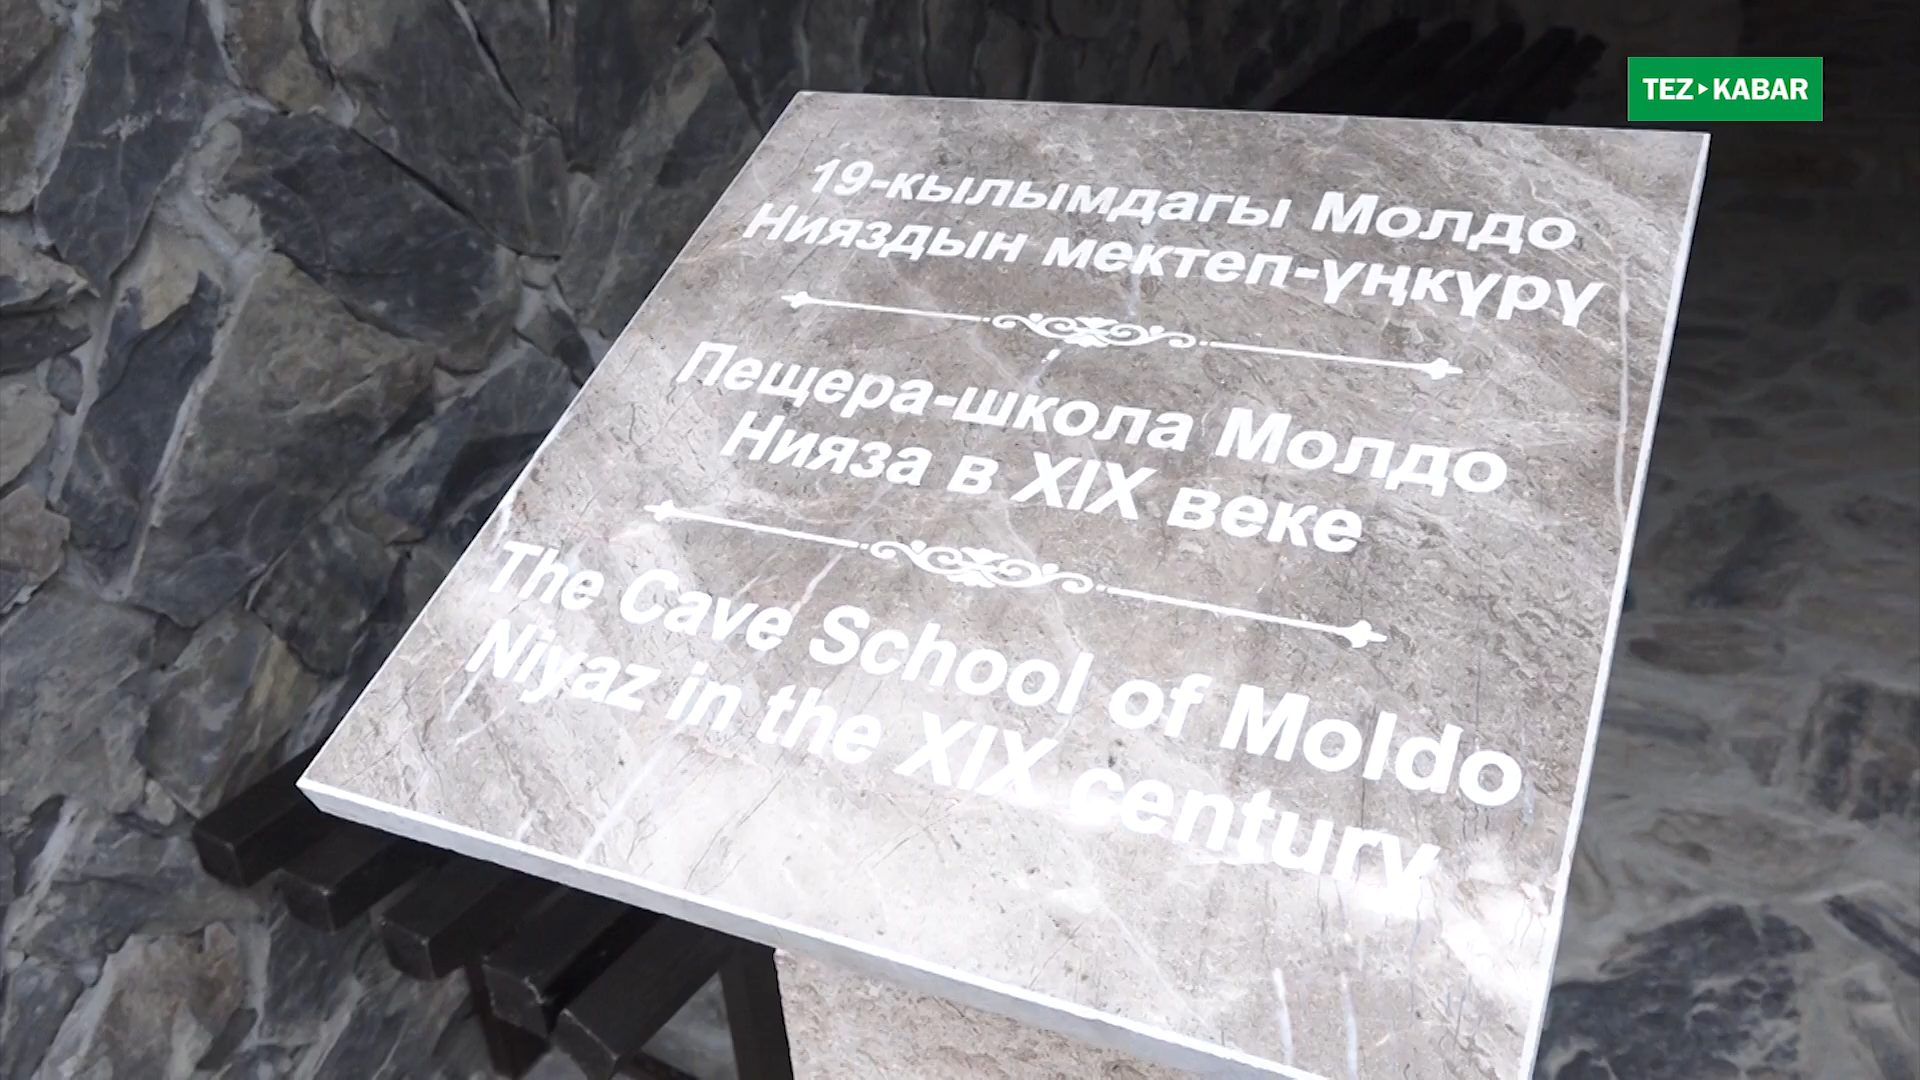 TEZ KABAR
19-кылымдагы Молдо
Нияздын мектеп-үңкүрү
Пещера-школа Молдо
Нияза в XIX веке
The Cave School of Moldo
Niyaz in the XIX century